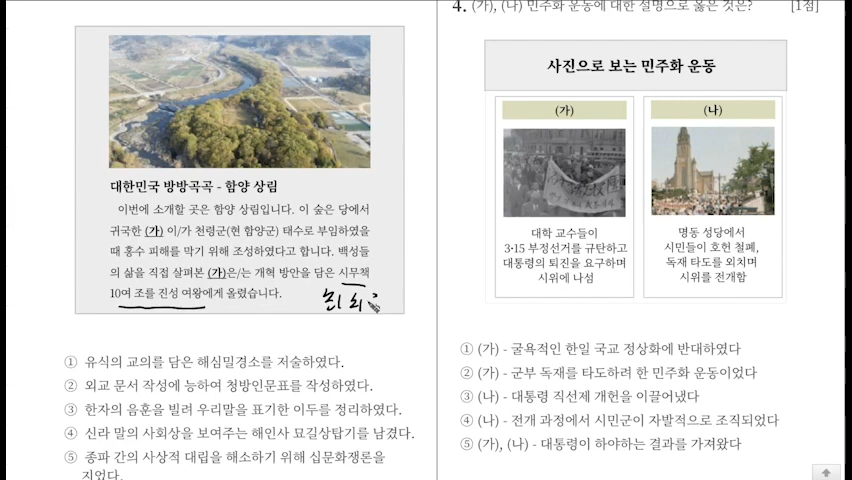 대한민국 방방곡곡 - 함양 상림
이번에 소개할 곳은 함양 상림입니다. 이 숲은 당에서
귀국한 (가) 이/가 천령군(현 함양군) 태수로 부임하였을
때 홍수 피해를 막기 위해 조성하였다고 합니다. 백성들
의 삶을 직접 살펴본 (가)은/는 개혁 방안을 담은 시무책
10여 조를 진성 여왕에게 올렸습니다.
① 유식의 교의를 담은 해심밀경소를 저술하였다.
② 외교 문서 작성에 능하여 청방인문표를 작성하였다.
③ 한자의 음훈을 빌려 우리말을 표기한 이두를 정리하였다.
④ 신라 말의 사회상을 보여주는 해인사 묘길상탑기를 남겼다.
⑤ 종파 간의 사상적 대립을 해소하기 위해 십문화쟁론을
지었다.
4. (가), (나) 민주화 운동에 대한 설명으로 옳은 것은? [1점]
사진으로 보는 민주화 운동
(가)
대학 교수들이
3·15 부정선거를 규탄하고
대통령의 퇴진을 요구하며
시위에 나섬
(나)
명동 성당에서
시민들이 호헌 철폐,
독재 타도를 외치며
시위를 전개함
① (가) - 굴욕적인 한일 국교 정상화에 반대하였다
② (가) - 군부 독재를 타도하려 한 민주화 운동이었다
③ (나) - 대통령 직선제 개헌을 이끌어냈다
④ (나) - 전개 과정에서 시민군이 자발적으로 조직되었다
⑤ (가), (나) - 대통령이 하야하는 결과를 가져왔다